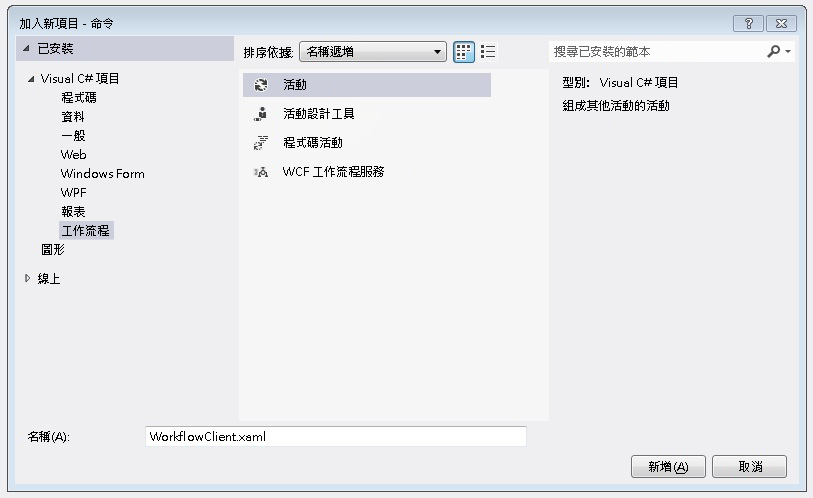 加入新項目 - 命令
已安裝
排序依據: 名稱遞增
搜尋已安裝的範本
Visual C# 項目
程式碼
資料
一般
Web
Windows Form
WPF
報表
工作流程
圖形
線上
活動
活動設計工具
程式碼活動
WCF 工作流程服務
型別: Visual C# 項目
組成其他活動的活動
名稱(A):
WorkflowClient.xaml
新增(A)
取消